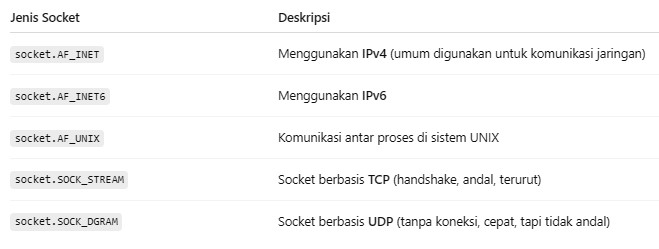 Jenis Socket Deskripsi
socket.AF_INET Menggunakan IPv4 (umum digunakan untuk komunikasi jaringan)
socket.AF_INET6 Menggunakan IPv6
socket.AF_UNIX Komunikasi antar proses di sistem UNIX
socket.SOCK_STREAM Socket berbasis TCP (handshake, andal, terurut)
socket.SOCK_DGRAM Socket berbasis UDP (tanpa koneksi, cepat, tapi tidak andal)